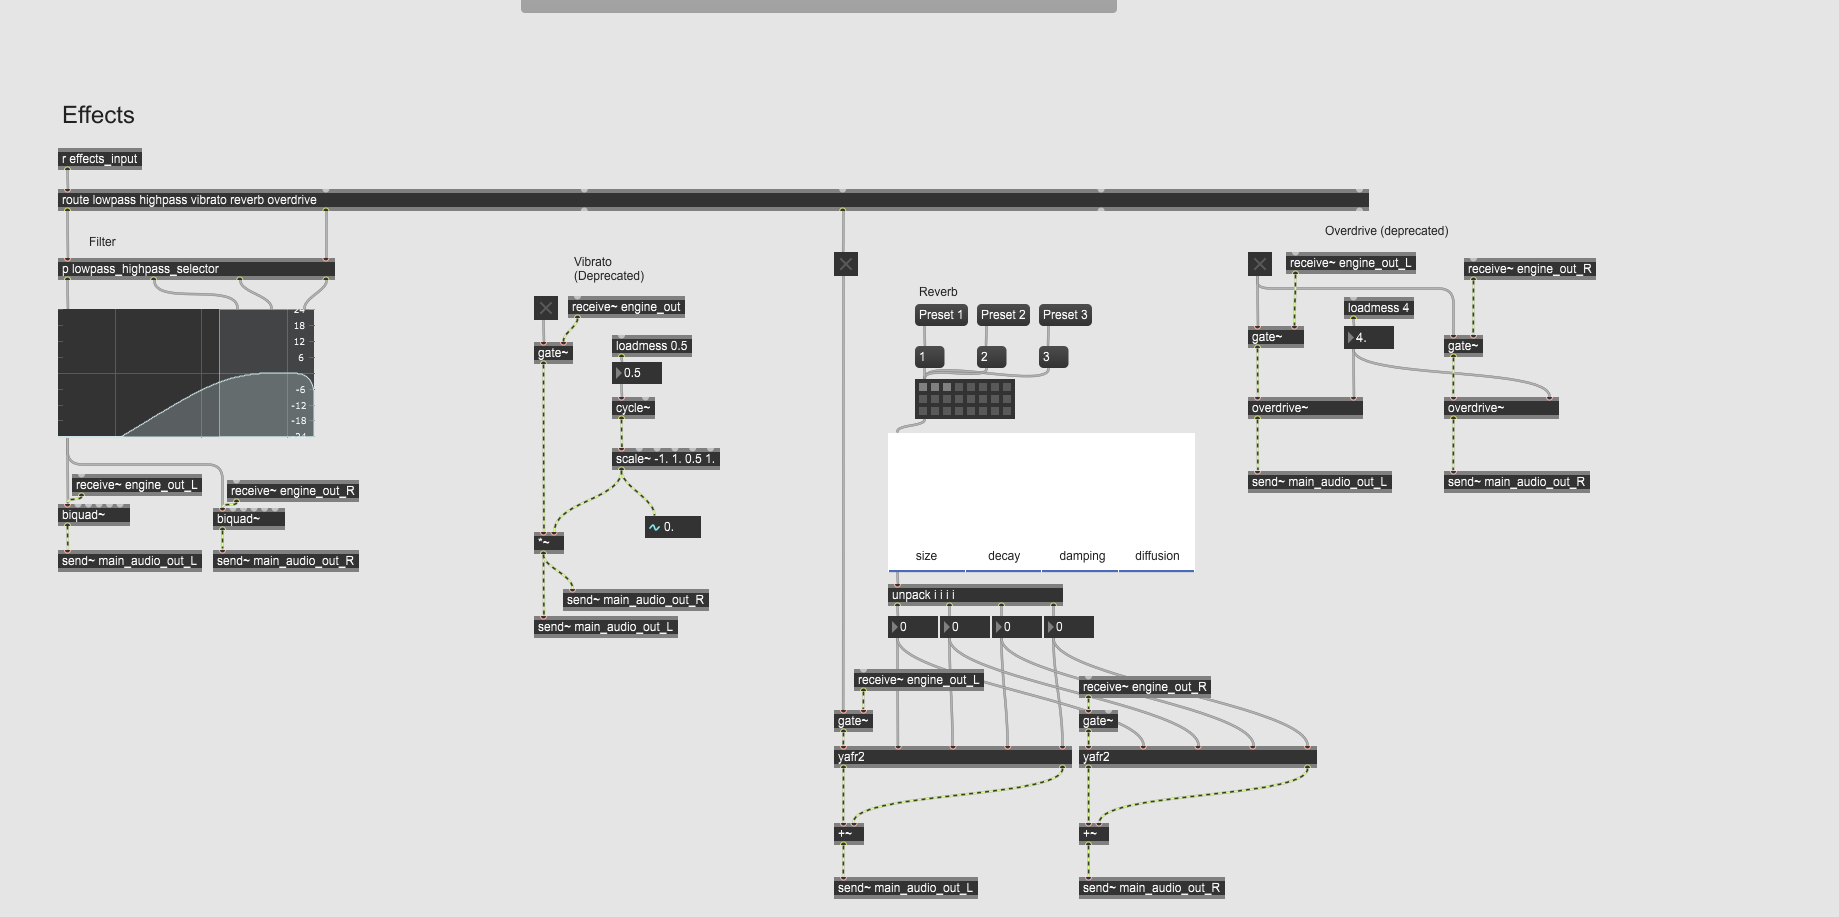 Effects
r effects_input
route lowpass highpass vibrato reverb overdrive
Filter
p lowpass_highpass_selector
24
18
12
6
-6
-12
-18
-24
receive~ engine_out_L
receive~ engine_out_R
biquad~
biquad~
send~ main_audio_out_L
send~ main_audio_out_R
Vibrato
(Deprecated)
receive~ engine_out
gate~
loadmess 0.5
0.5
cycle~
scale~ -1. 1. 0.5 1.
0.
*~
send~ main_audio_out_R
send~ main_audio_out_L
Reverb
Preset 1
Preset 2
Preset 3
1
2
3
size
decay
damping
diffusion
unpack i i i i
0
0
0
0
receive~ engine_out_L
receive~ engine_out_R
gate~
gate~
yafr2
yafr2
+~
+~
send~ main_audio_out_L
send~ main_audio_out_R
Overdrive (deprecated)
receive~ engine_out_L
receive~ engine_out_R
loadmess 4
4.
gate~
gate~
overdrive~
overdrive~
send~ main_audio_out_L
send~ main_audio_out_R